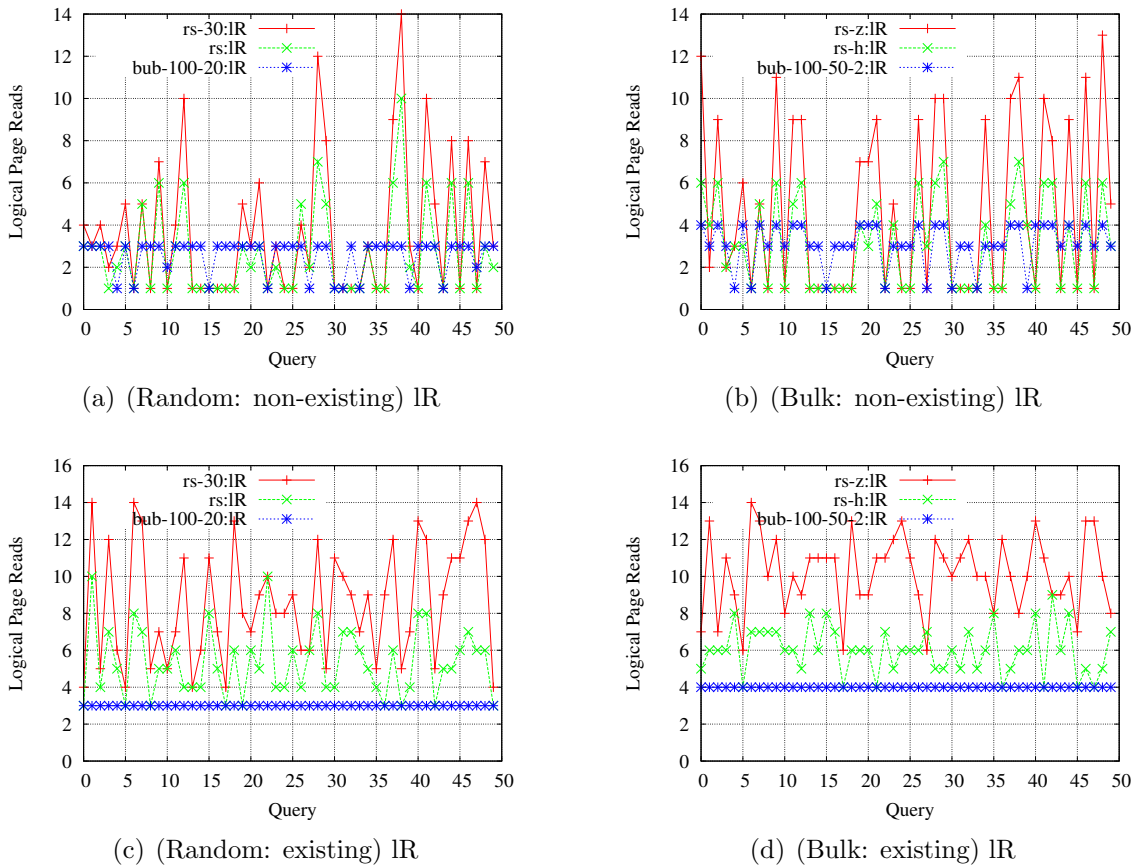 14
12
10
8
6
4
2
0
0 5 10 15 20 25 30 35 40 45 50
Logical Page Reads
Query
rs-30:lR
rs:lR
bub-100-20:lR
(a) (Random: non-existing) lR
14
12
10
8
6
4
2
0
0 5 10 15 20 25 30 35 40 45 50
Logical Page Reads
Query
rs-z:lR
rs-h:lR
bub-100-50-2:lR
(b) (Bulk: non-existing) lR
16
14
12
10
8
6
4
2
0
0 5 10 15 20 25 30 35 40 45 50
Logical Page Reads
Query
rs-30:lR
rs:lR
bub-100-20:lR
(c) (Random: existing) lR
16
14
12
10
8
6
4
2
0
0 5 10 15 20 25 30 35 40 45 50
Logical Page Reads
Query
rs-z:lR
rs-h:lR
bub-100-50-2:lR
(d) (Bulk: existing) lR